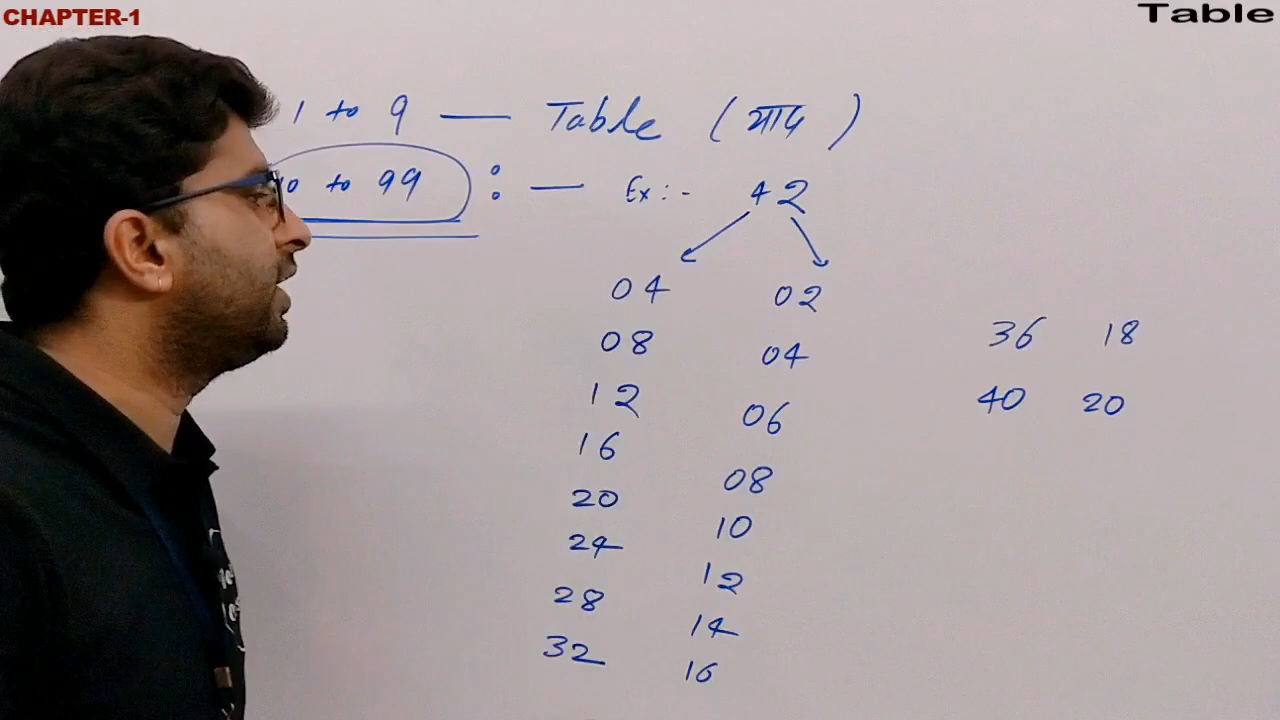 CHAPTER-1
Table
1 to 9 — Table (याद)
10 to 99 : — Ex :- 42
04 02
08 04
12 06
16 08
20 10
24 12
28 14
32 16
36 18
40 20